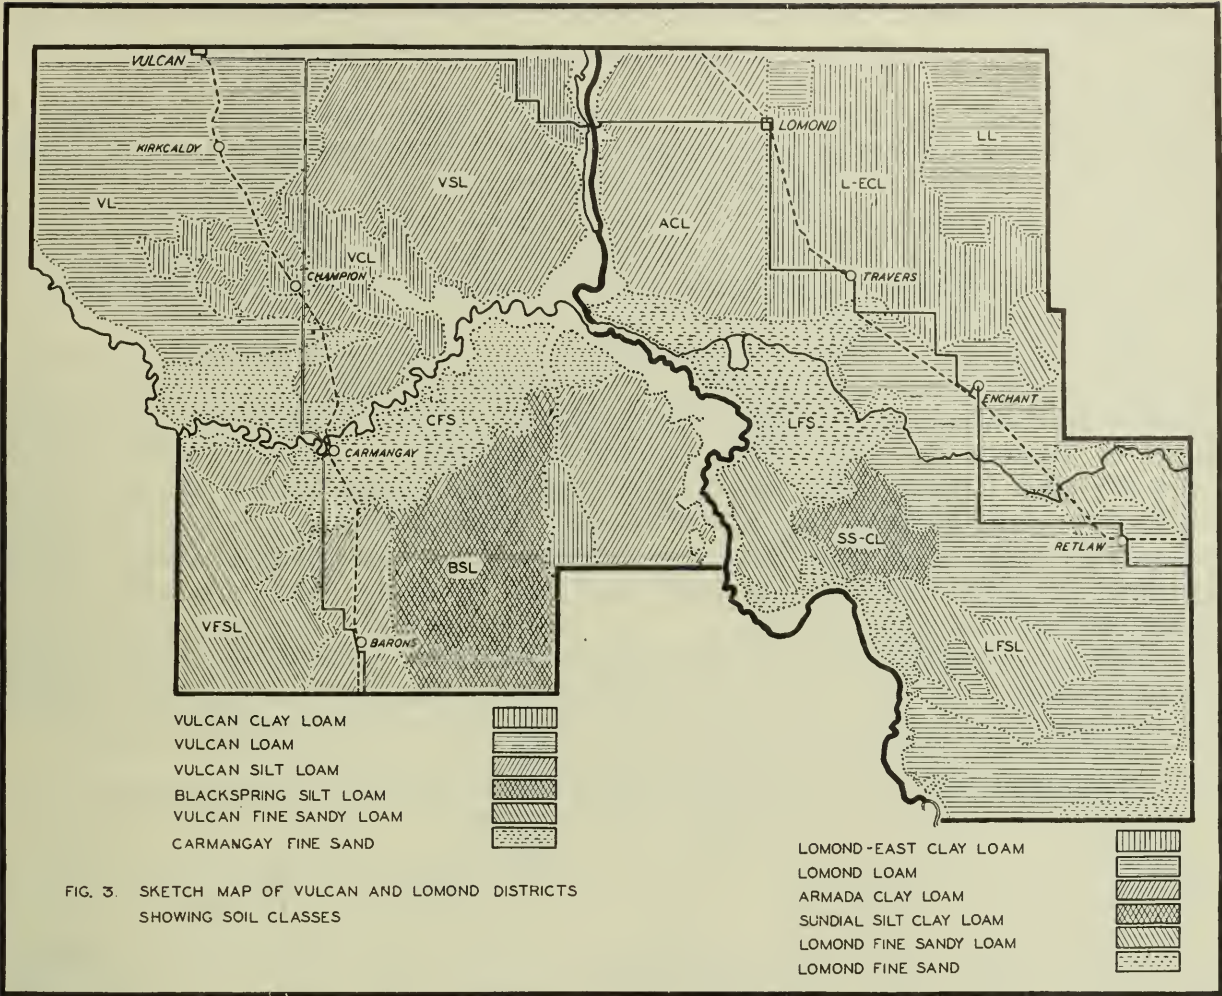 VULCAN
KIRKCALDY
VL
VSL
VCL
CHAMPION
ACL
LOMOND
L-ECL
LL
TRAVERS
ENCHANT
CFS
CARMANGAY
LFS
SS-CL
RETLAW
BSL
VFSL
BARONS
LFSL
VULCAN CLAY LOAM
VULCAN LOAM
VULCAN SILT LOAM
BLACKSPRING SILT LOAM
VULCAN FINE SANDY LOAM
CARMANGAY FINE SAND
FIG. 3. SKETCH MAP OF VULCAN AND LOMOND DISTRICTS
SHOWING SOIL CLASSES
LOMOND-EAST CLAY LOAM
LOMOND LOAM
ARMADA CLAY LOAM
SUNDIAL SILT CLAY LOAM
LOMOND FINE SANDY LOAM
LOMOND FINE SAND